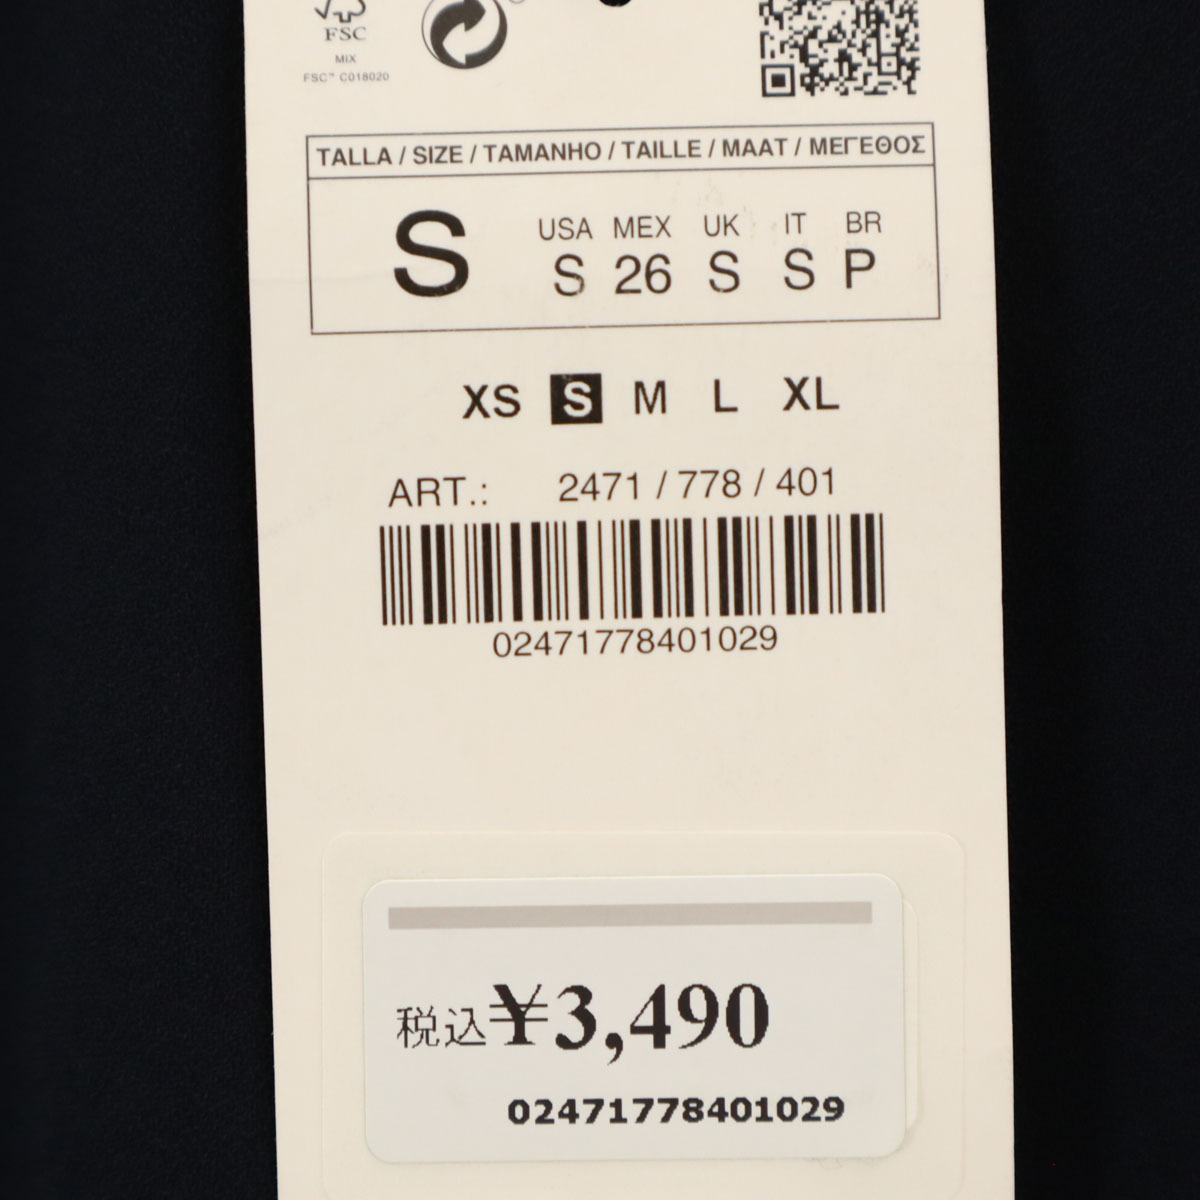 FSC
MIX
FSC™ C018020
TALLA / SIZE / TAMANHO / TAILLE / MAAT / ΜΕΓΕΘΟΣ
S
USA MEX UK IT BR
S 26 S S P
XS S M L XL
ART.: 2471 / 778 / 401
02471778401029
税込¥3,490
02471778401029